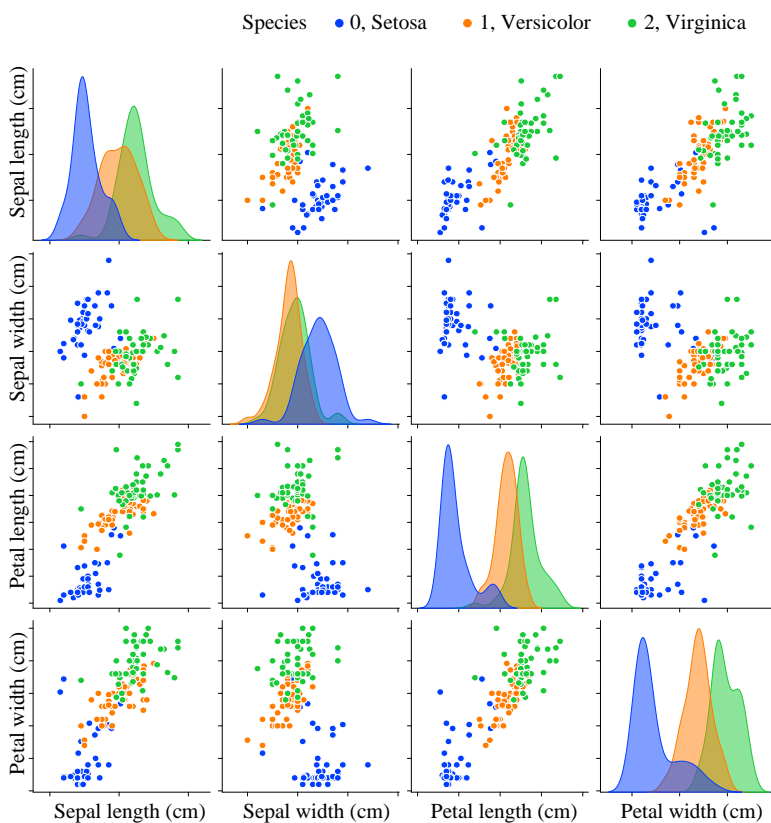 Species 0, Setosa 1, Versicolor 2, Virginica
Sepal length (cm)
Sepal width (cm)
Petal length (cm)
Petal width (cm)
Sepal length (cm) Sepal width (cm) Petal length (cm) Petal width (cm)